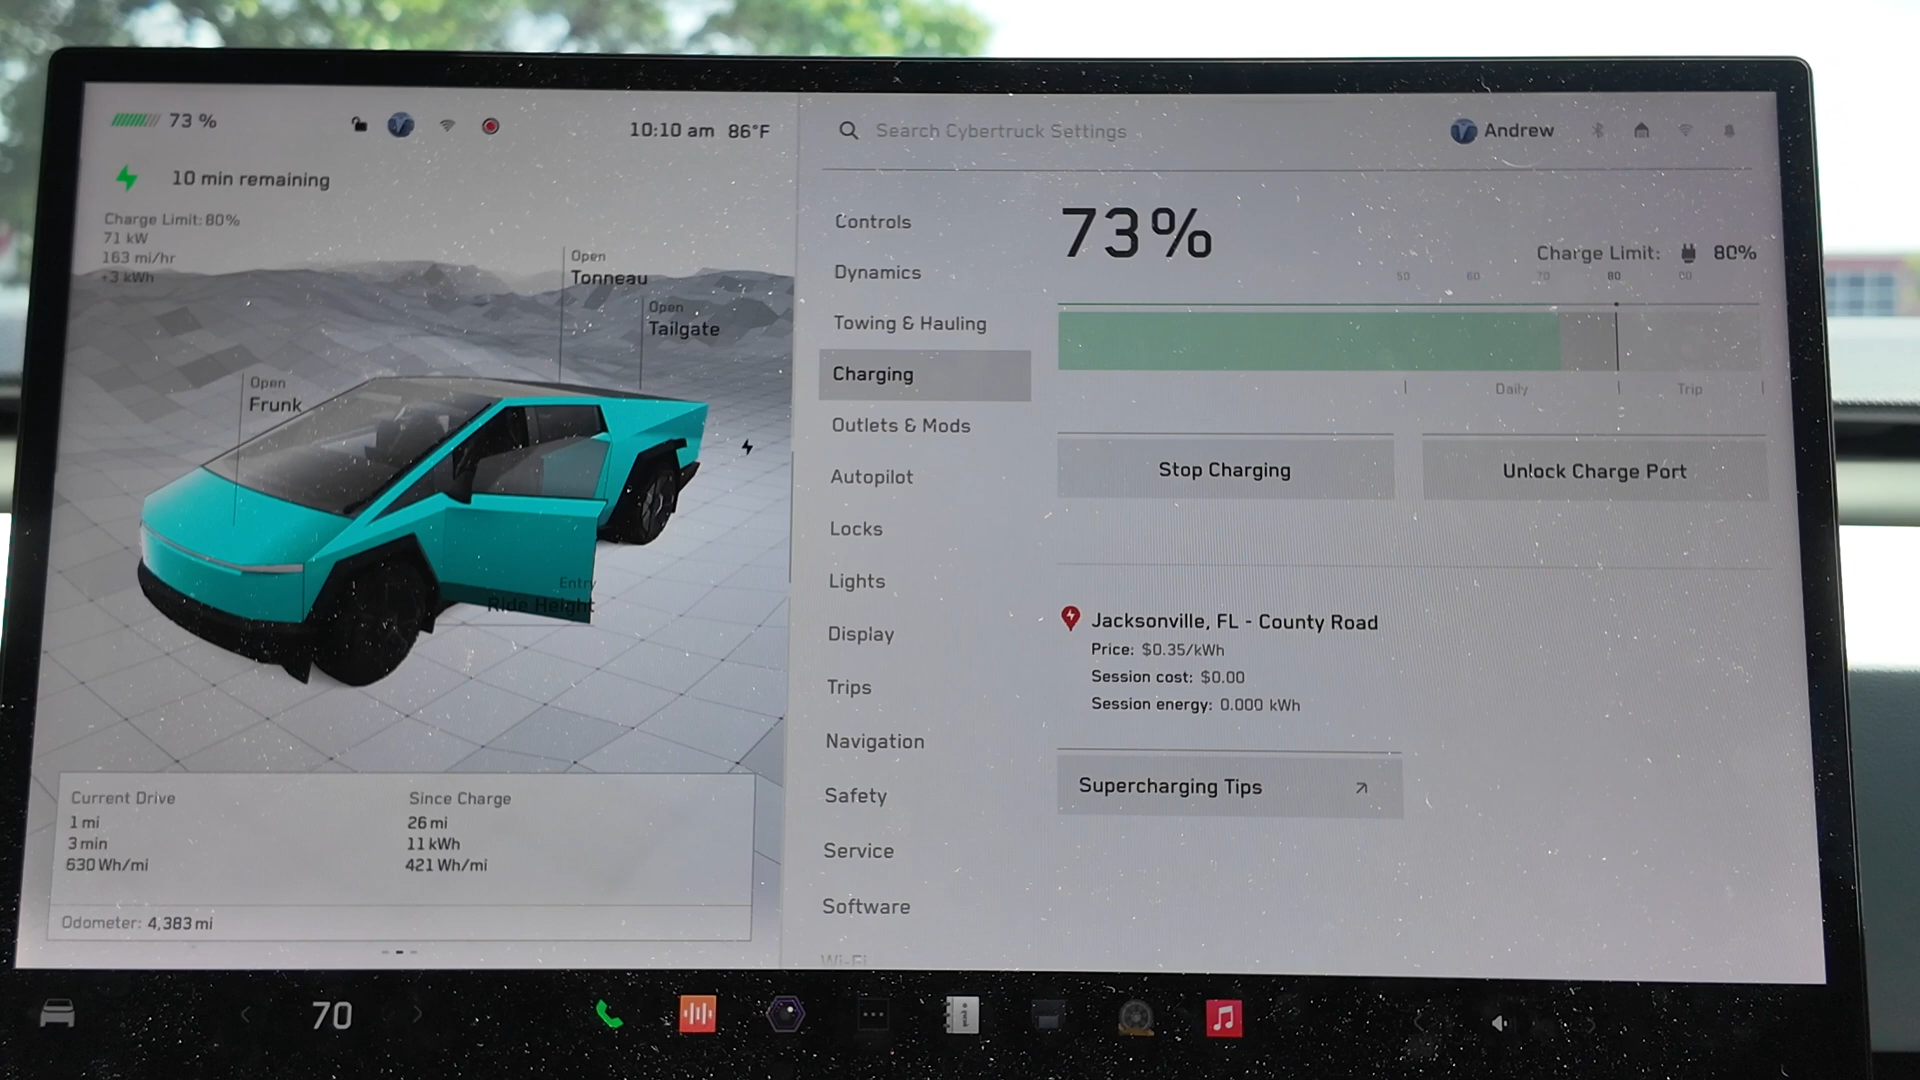 73 %
10:10 am 86°F
10 min remaining
Charge Limit: 80%
71 kW
163 mi/hr
+3 kWh
Open
Tonneau
Open
Tailgate
Open
Frunk
Entry
Ride Height
Current Drive
1 mi
3 min
630 Wh/mi
Since Charge
26 mi
11 kWh
421 Wh/mi
Odometer: 4,383 mi
Search Cybertruck Settings
Andrew
Controls
Dynamics
Towing & Hauling
Charging
Outlets & Mods
Autopilot
Locks
Lights
Display
Trips
Navigation
Safety
Service
Software
Wi-Fi
73%
Charge Limit: 80%
50 60 70 80
Daily Trip
Stop Charging
Unlock Charge Port
Jacksonville, FL - County Road
Price: $0.35/kWh
Session cost: $0.00
Session energy: 0.000 kWh
Supercharging Tips
70